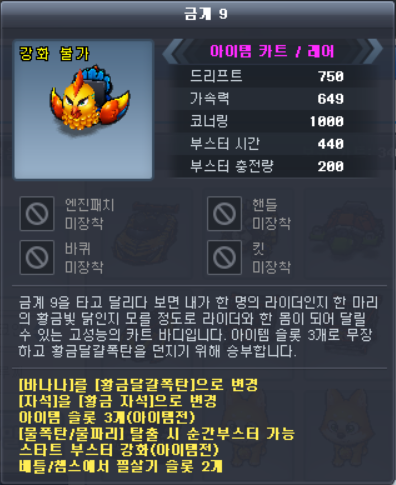 금계 9
강화 불가
아이템 카트 / 레어
드리프트 750
가속력 649
코너링 1000
부스터 시간 440
부스터 충전량 200
엔진패치
미장착
핸들
미장착
바퀴
미장착
킷
미장착
금계 9을 타고 달리다 보면 내가 한 명의 라이더인지 한 마리
의 황금빛 닭인지 모를 정도로 라이더와 한 몸이 되어 달릴
수 있는 고성능의 카트 바디입니다. 아이템 슬롯 3개로 무장
하고 황금달걀폭탄을 던지기 위해 승부합니다.
[바나나]를 [황금달걀폭탄]으로 변경
[자석]을 [황금 자석]으로 변경
아이템 슬롯 3개(아이템전)
[물폭탄/물파리] 탈출 시 순간부스터 가능
스타트 부스터 강화(아이템전)
배틀/챔스에서 필살기 슬롯 2개